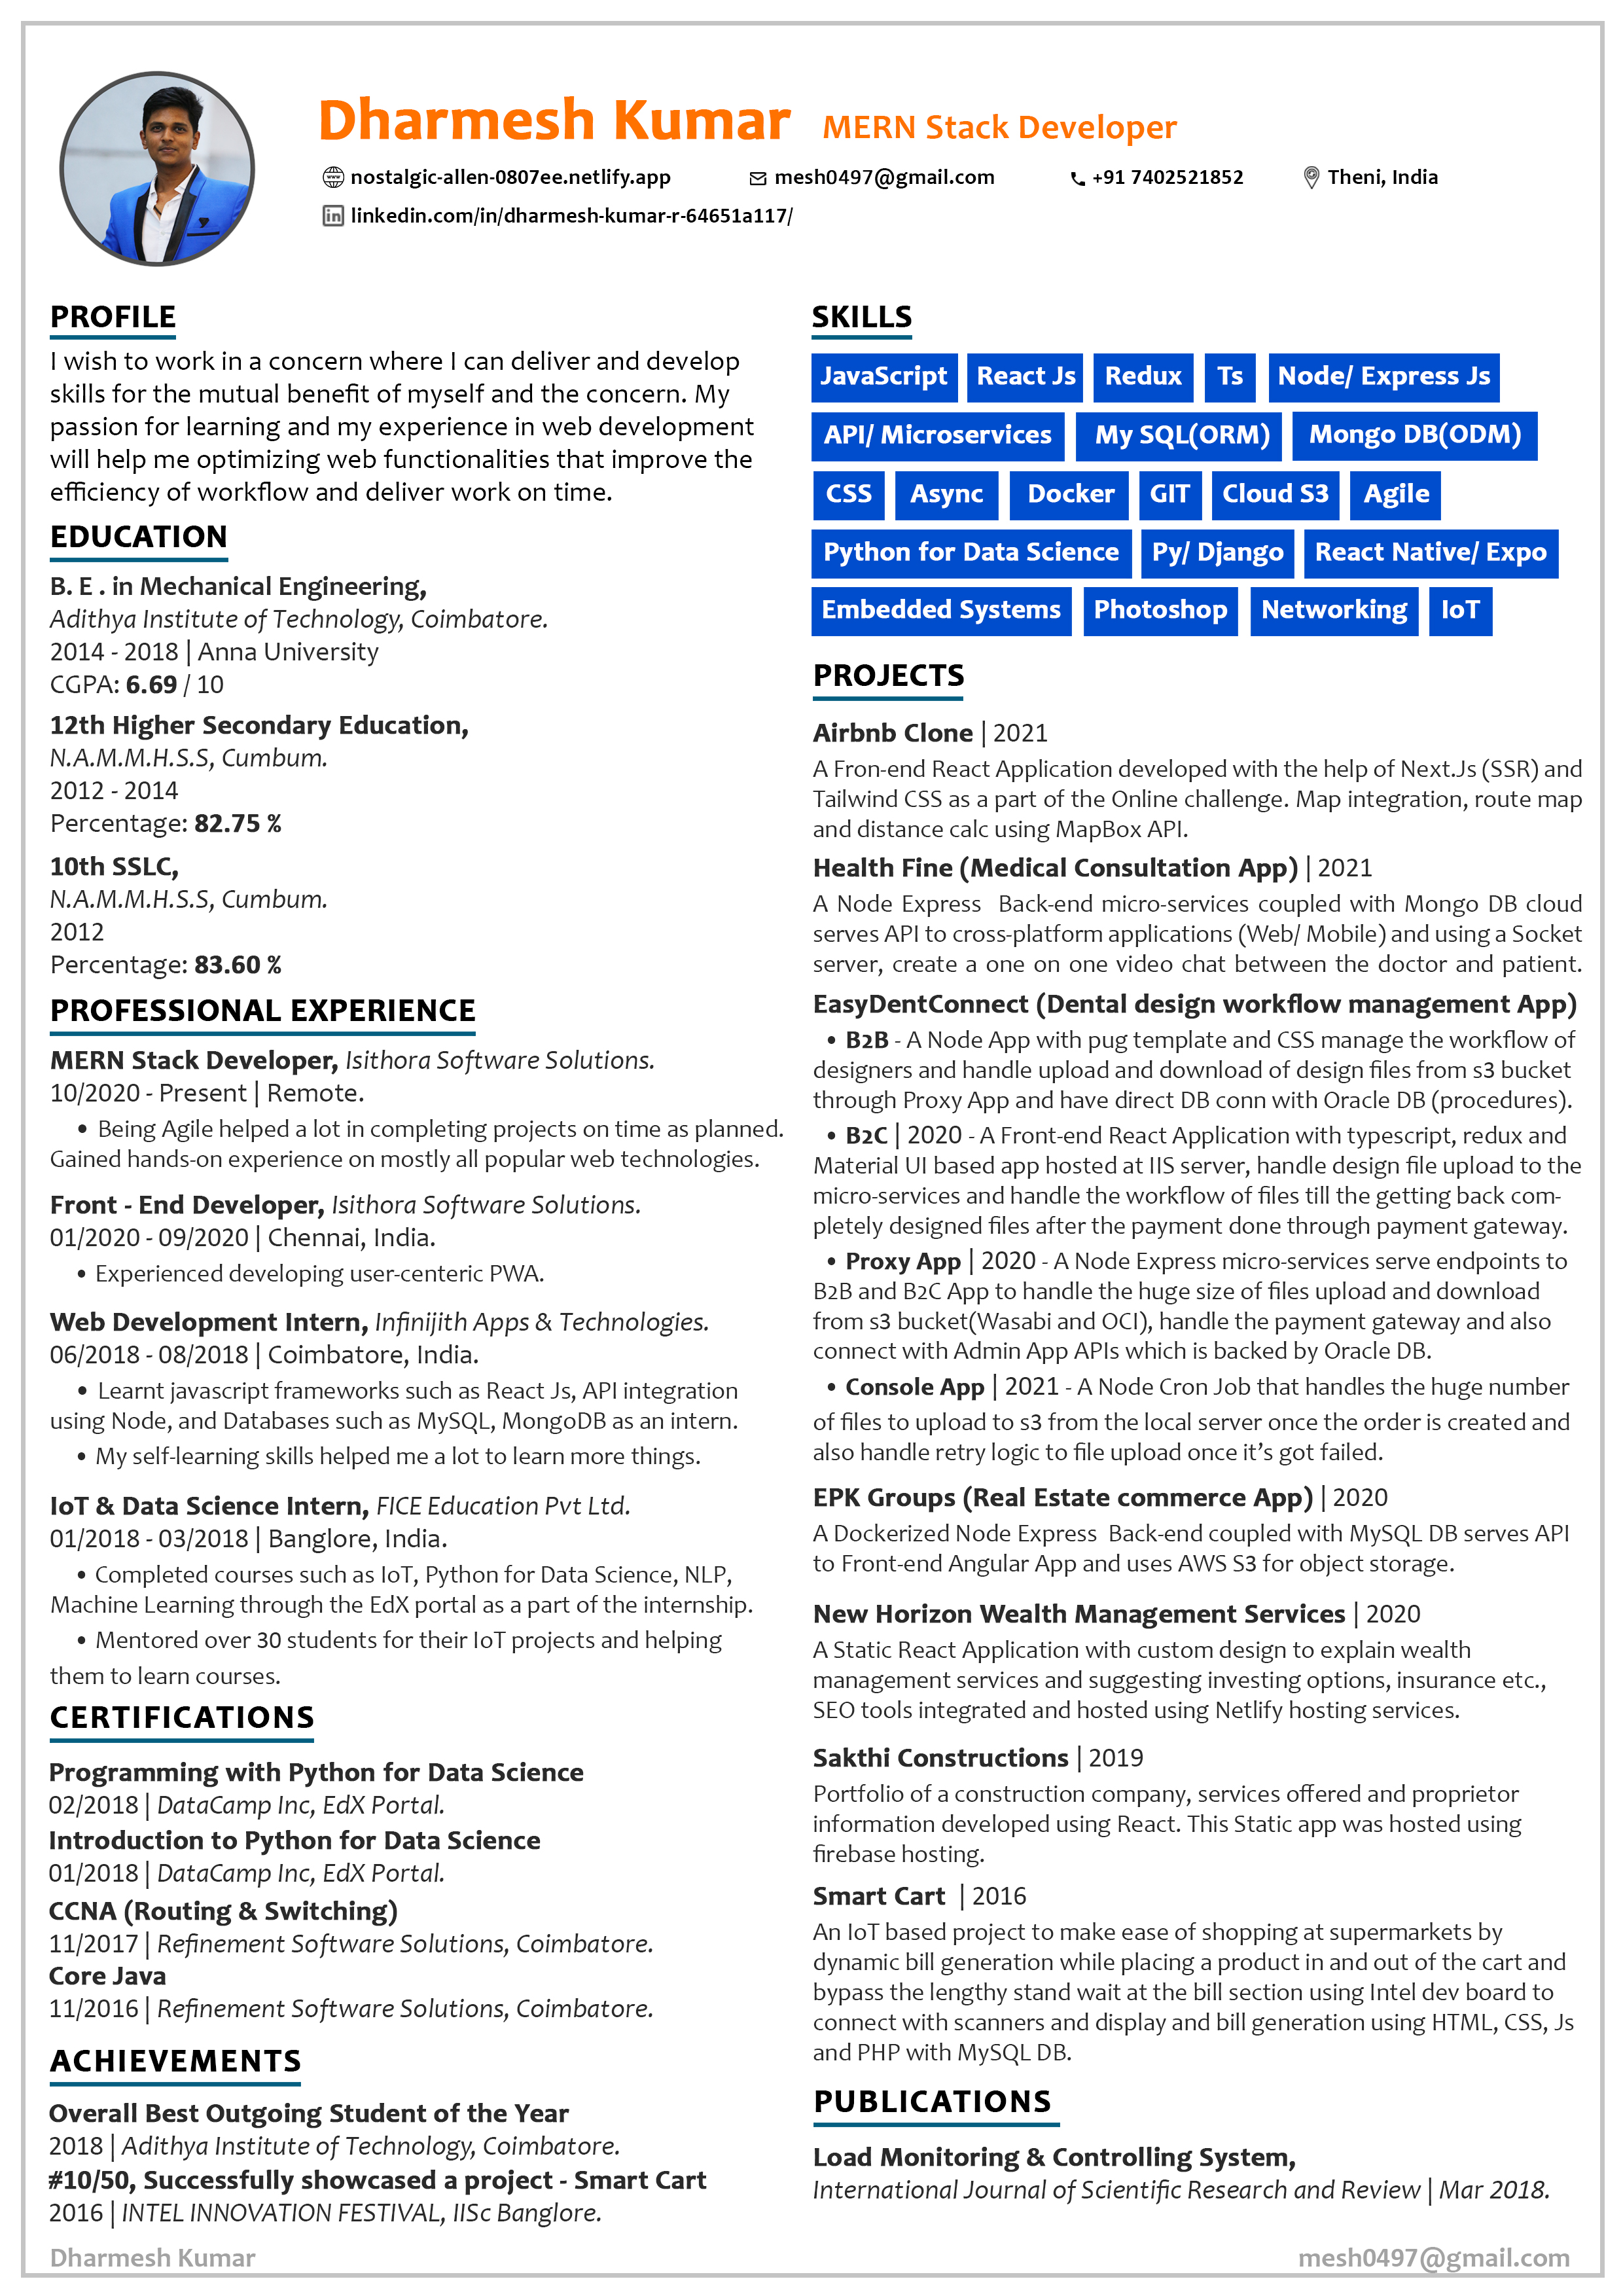 Dharmesh Kumar MERN Stack Developer
nostalgic-allen-0807ee.netlify.app mesh0497@gmail.com +91 7402521852 Theni, India
linkedin.com/in/dharmesh-kumar-r-64651a117/
PROFILE
I wish to work in a concern where I can deliver and develop
skills for the mutual benefit of myself and the concern. My
passion for learning and my experience in web development
will help me optimizing web functionalities that improve the
efficiency of workflow and deliver work on time.
EDUCATION
B. E . in Mechanical Engineering,
Adithya Institute of Technology, Coimbatore.
2014 - 2018 | Anna University
CGPA: 6.69 / 10
12th Higher Secondary Education,
N.A.M.M.H.S.S, Cumbum.
2012 - 2014
Percentage: 82.75 %
10th SSLC,
N.A.M.M.H.S.S, Cumbum.
2012
Percentage: 83.60 %
PROFESSIONAL EXPERIENCE
MERN Stack Developer, Isithora Software Solutions.
10/2020 - Present | Remote.
• Being Agile helped a lot in completing projects on time as planned.
Gained hands-on experience on mostly all popular web technologies.
Front - End Developer, Isithora Software Solutions.
01/2020 - 09/2020 | Chennai, India.
• Experienced developing user-centeric PWA.
Web Development Intern, Infinijith Apps & Technologies.
06/2018 - 08/2018 | Coimbatore, India.
• Learnt javascript frameworks such as React Js, API integration
using Node, and Databases such as MySQL, MongoDB as an intern.
• My self-learning skills helped me a lot to learn more things.
IoT & Data Science Intern, FICE Education Pvt Ltd.
01/2018 - 03/2018 | Banglore, India.
• Completed courses such as IoT, Python for Data Science, NLP,
Machine Learning through the EdX portal as a part of the internship.
• Mentored over 30 students for their IoT projects and helping
them to learn courses.
CERTIFICATIONS
Programming with Python for Data Science
02/2018 | DataCamp Inc, EdX Portal.
Introduction to Python for Data Science
01/2018 | DataCamp Inc, EdX Portal.
CCNA (Routing & Switching)
11/2017 | Refinement Software Solutions, Coimbatore.
Core Java
11/2016 | Refinement Software Solutions, Coimbatore.
ACHIEVEMENTS
Overall Best Outgoing Student of the Year
2018 | Adithya Institute of Technology, Coimbatore.
#10/50, Successfully showcased a project - Smart Cart
2016 | INTEL INNOVATION FESTIVAL, IISc Banglore.
SKILLS
JavaScript React Js Redux Ts Node/ Express Js
API/ Microservices My SQL(ORM) Mongo DB(ODM)
CSS Async Docker GIT Cloud S3 Agile
Python for Data Science Py/ Django React Native/ Expo
Embedded Systems Photoshop Networking IoT
PROJECTS
Airbnb Clone | 2021
A Fron-end React Application developed with the help of Next.Js (SSR) and
Tailwind CSS as a part of the Online challenge. Map integration, route map
and distance calc using MapBox API.
Health Fine (Medical Consultation App) | 2021
A Node Express Back-end micro-services coupled with Mongo DB cloud
serves API to cross-platform applications (Web/ Mobile) and using a Socket
server, create a one on one video chat between the doctor and patient.
EasyDentConnect (Dental design workflow management App)
• B2B - A Node App with pug template and CSS manage the workflow of
designers and handle upload and download of design files from s3 bucket
through Proxy App and have direct DB conn with Oracle DB (procedures).
• B2C | 2020 - A Front-end React Application with typescript, redux and
Material UI based app hosted at IIS server, handle design file upload to the
micro-services and handle the workflow of files till the getting back com-
pletely designed files after the payment done through payment gateway.
• Proxy App | 2020 - A Node Express micro-services serve endpoints to
B2B and B2C App to handle the huge size of files upload and download
from s3 bucket(Wasabi and OCI), handle the payment gateway and also
connect with Admin App APIs which is backed by Oracle DB.
• Console App | 2021 - A Node Cron Job that handles the huge number
of files to upload to s3 from the local server once the order is created and
also handle retry logic to file upload once it's got failed.
EPK Groups (Real Estate commerce App) | 2020
A Dockerized Node Express Back-end coupled with MySQL DB serves API
to Front-end Angular App and uses AWS S3 for object storage.
New Horizon Wealth Management Services | 2020
A Static React Application with custom design to explain wealth
management services and suggesting investing options, insurance etc.,
SEO tools integrated and hosted using Netlify hosting services.
Sakthi Constructions | 2019
Portfolio of a construction company, services offered and proprietor
information developed using React. This Static app was hosted using
firebase hosting.
Smart Cart | 2016
An IoT based project to make ease of shopping at supermarkets by
dynamic bill generation while placing a product in and out of the cart and
bypass the lengthy stand wait at the bill section using Intel dev board to
connect with scanners and display and bill generation using HTML, CSS, Js
and PHP with MySQL DB.
PUBLICATIONS
Load Monitoring & Controlling System,
International Journal of Scientific Research and Review | Mar 2018.
Dharmesh Kumar mesh0497@gmail.com